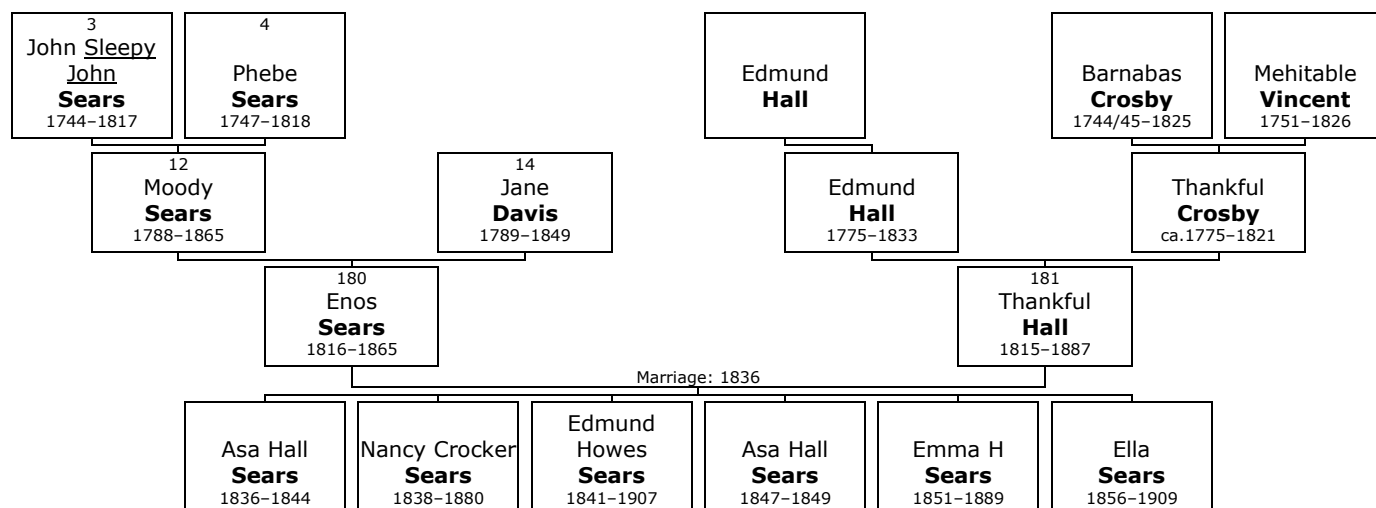 3
John Sleepy
John
Sears
1744–1817
4
Phebe
Sears
1747–1818
Edmund
Hall
Barnabas
Crosby
1744/45–1825
Mehitable
Vincent
1751–1826
12
Moody
Sears
1788–1865
14
Jane
Davis
1789–1849
Edmund
Hall
1775–1833
Thankful
Crosby
ca.1775–1821
180
Enos
Sears
1816–1865
181
Thankful
Hall
1815–1887
Marriage: 1836
Asa Hall
Sears
1836–1844
Nancy Crocker
Sears
1838–1880
Edmund
Howes
Sears
1841–1907
Asa Hall
Sears
1847–1849
Emma H
Sears
1851–1889
Ella
Sears
1856–1909